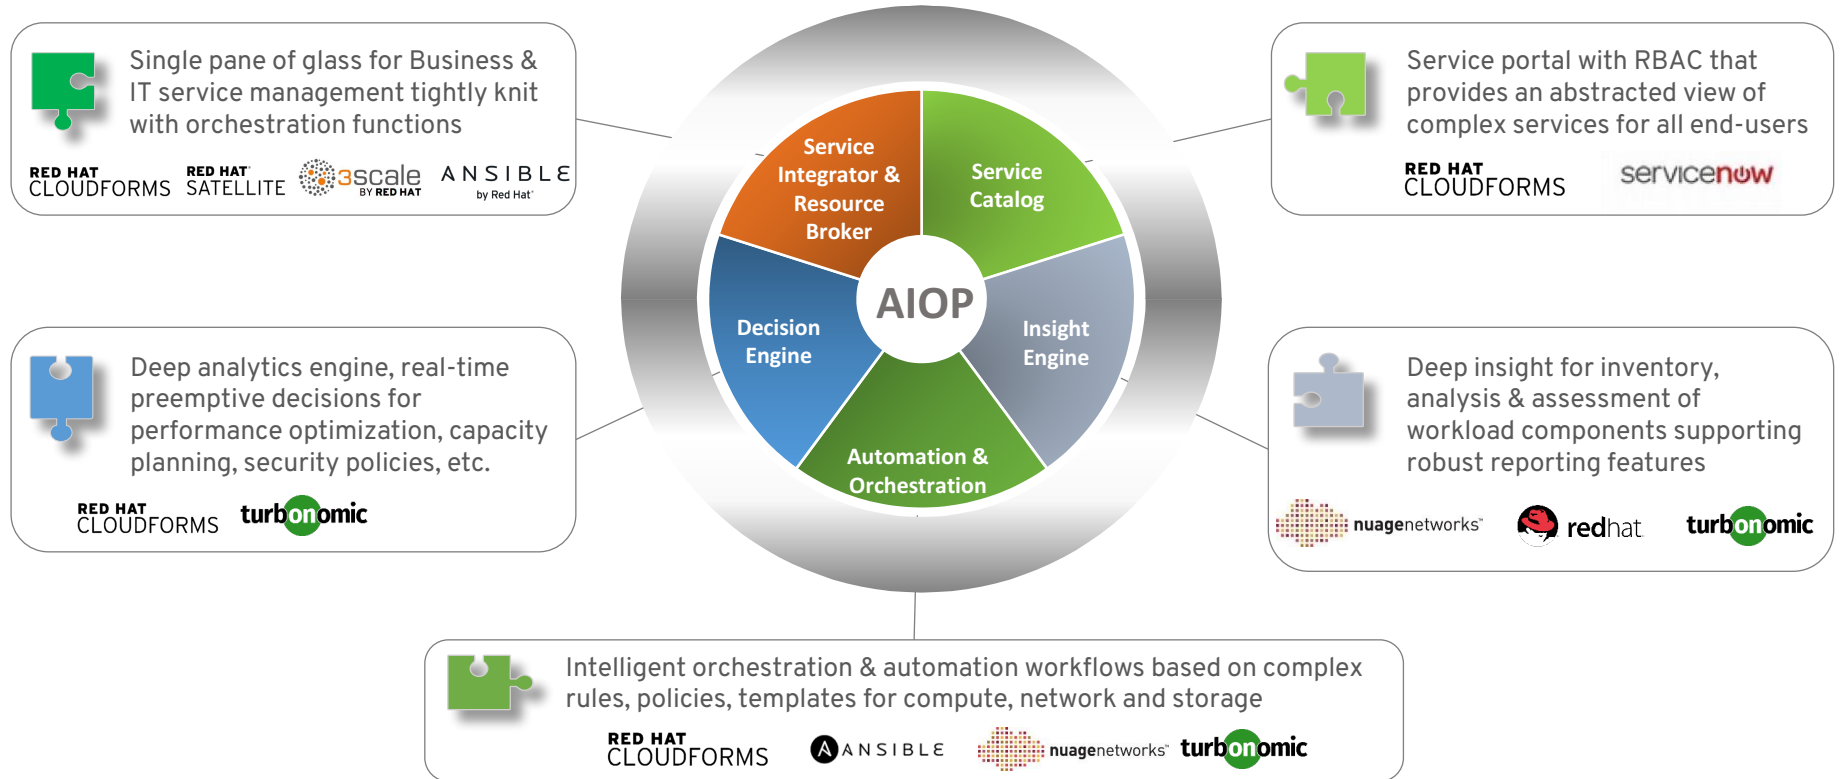 Single pane of glass for Business &
IT service management tightly knit
with orchestration functions
RED HAT
CLOUDFORMS
RED HAT
SATELLITE
3scale
BY RED HAT
ANSIBLE
by Red Hat
Service portal with RBAC that
provides an abstracted view of
complex services for all end-users
RED HAT
CLOUDFORMS
servicenow
Service
Integrator &
Resource
Broker
Service
Catalog
AIOP
Decision
Engine
Insight
Engine
Automation &
Orchestration
Deep analytics engine, real-time
preemptive decisions for
performance optimization, capacity
planning, security policies, etc.
RED HAT
CLOUDFORMS
turbonomic
Deep insight for inventory,
analysis & assessment of
workload components supporting
robust reporting features
nuagenetworks™
redhat
turbonomic
Intelligent orchestration & automation workflows based on complex
rules, policies, templates for compute, network and storage
RED HAT
CLOUDFORMS
A ANSIBLE
nuagenetworks™
turbonomic